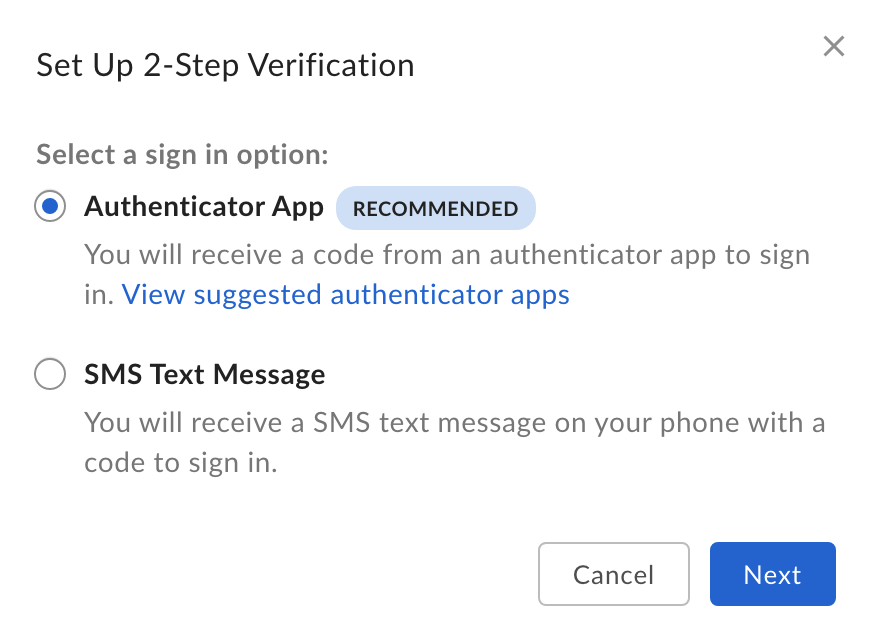 Set Up 2-Step Verification
Select a sign in option:
Authenticator App RECOMMENDED
You will receive a code from an authenticator app to sign
in. View suggested authenticator apps
SMS Text Message
You will receive a SMS text message on your phone with a
code to sign in.
Cancel Next